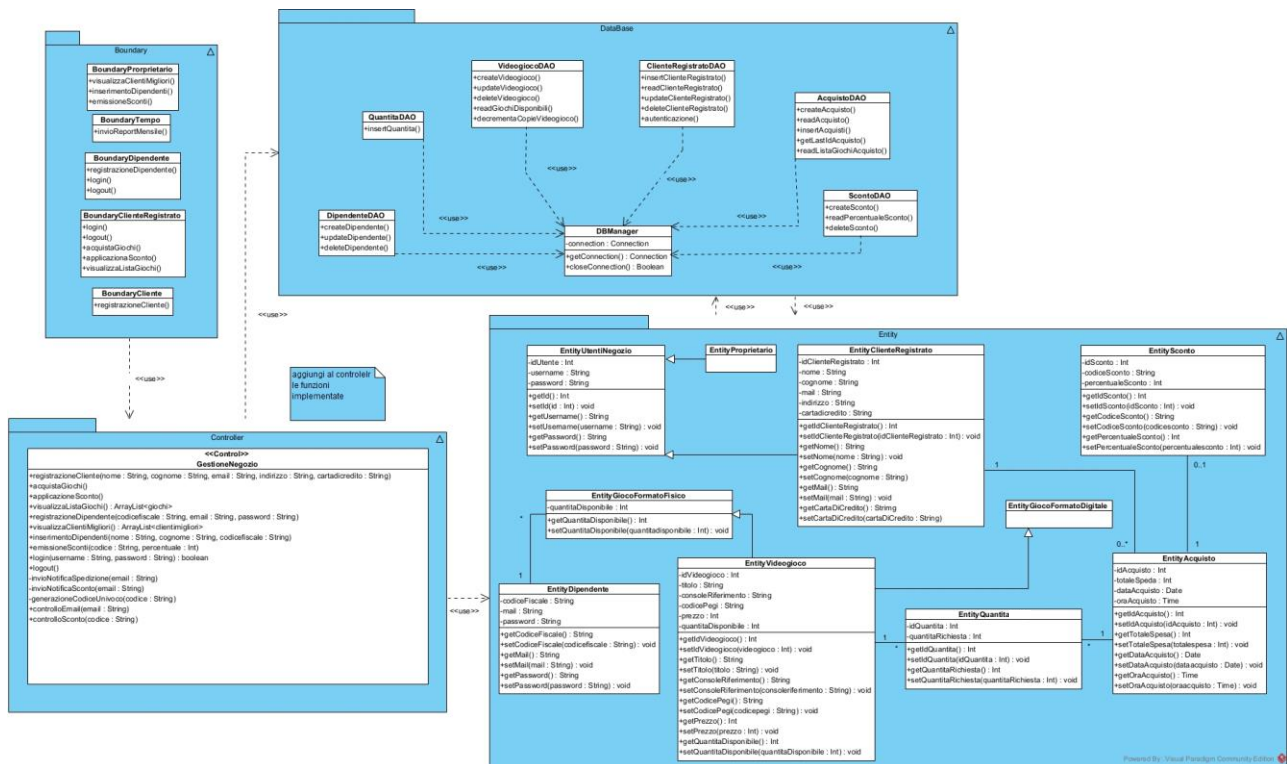 Boundary
BoundaryProrprietario
+visualizzaClientiMigliori()
+inserimentoDipendenti()
+emissioneSconti()
BoundaryTempo
+invioReportMensile()
BoundaryDipendente
+registrazioneDipendente()
+login()
+logout()
BoundaryClienteRegistrato
+login()
+logout()
+acquistaGiochi()
+applicazionaSconto()
+visualizzaListaGiochi()
BoundaryCliente
+registrazioneCliente()
<<use>>
<<use>>
DataBase
VideogiocoDAO
+createVideogioco()
+updateVideogioco()
+deleteVideogioco()
+readGiochiDisponibili()
+decrementaCopieVideogioco()
ClienteRegistratoDAO
+insertClienteRegistrato()
+readClienteRegistrato()
+updateClienteRegistrato()
+deleteClienteRegistrato()
+autenticazione()
AcquistoDAO
+createAcquisto()
+readAcquisto()
+insertAcquisti()
+getLastIdAcquisto()
+readListaGiochiAcquisto()
QuantitaDAO
+insertQuantita()
<<use>>
<<use>>
<<use>>
<<use>>
<<use>>
<<use>>
DipendenteDAO
+createDipendente()
+updateDipendente()
+deleteDipendente()
DBManager
-connection : Connection
+getConnection() : Connection
+closeConnection() : Boolean
ScontoDAO
+createSconto()
+readPercentualeSconto()
+deleteSconto()
<<use>>
<<use>>
aggiungi al controlelr
le funzioni
implementate
Controller
<<Control>>
GestioneNegozio
+registrazioneCliente(nome : String, cognome : String, email : String, indirizzo : String, cartadicredito : String)
+acquistaGiochi()
+applicazioneSconto()
+visualizzaListaGiochi() : ArrayList<giochi>
+registrazioneDipendente(codicefiscale : String, email : String, password : String)
+visualizzaClientiMigliori() : ArrayList<clientimigliori>
+inserimentoDipendenti(nome : String, cognome : String, codicefiscale : String)
+emissioneSconti(codice : String, percentuale : Int)
+login(username : String, password : String) : boolean
+logout()
-invioNotificaSpedizione(email : String)
-invioNotificaSconto(email : String)
-generazioneCodiceUnivoco(codice : String)
+controlloEmail(email : String)
+controlloSconto(codice : String)
<<use>>
Entity
EntityUtentiNegozio
-idUtente : Int
-username : String
-password : String
+getId() : Int
+setId(id : Int) : void
+getUsername() : String
+setUsername(username : String) : void
+getPassword() : String
+setPassword(password : String) : void
EntityProprietario
EntityClienteRegistrato
-idClienteRegistrato : Int
-nome : String
-cognome : String
-mail : String
-indirizzo : String
-cartadicredito : String
+getIdClienteRegistrato() : Int
+setIdClienteRegistrato(idClienteRegistrato : Int) : void
+getNome() : String
+setNome(nome : String) : void
+getCognome() : String
+setCognome(cognome : String)
+getMail() : String
+setMail(mail : String) : void
+getCartaDiCredito() : Strimg
+setCartaDiCredito(cartaDiCredito : String)
EntitySconto
-idSconto : Int
-codiceSconto : String
-percentualeSconto : Int
+getIdSconto() : Int
+setIdSconto(idSconto : Int) : void
+getCodiceSconto() : String
+setCodiceSconto(codicesconto : String) : void
+getPercentualeSconto() : Int
+setPercentualeSconto(percentualesconto : Int) : void
1
0..1
EntityGiocoFormatoFisico
-quantitaDisponibile : Int
+getQuantitaDisponibile() : Int
+setQuantitaDisponibile(quantitadisponibile : Int) : void
EntityGiocoFormatoDigitale
*
1
0..*
1
EntityDipendente
-codiceFiscale : String
-mail : String
-password : String
+getCodiceFiscale() : String
+setCodiceFiscale(codicefiscale : String) : void
+getMail() : String
+setMail(mail : String) : void
+getPassword() : String
+setPassword(password : String) : void
EntityVideogioco
-idVideogioco : Int
-titolo : String
-consoleRiferimento : String
-codicePegi : String
-prezzo : Int
-quantitaDisponibile : Int
+getIdVideogioco() : Int
+setIdVideogioco(videogioco : Int) : void
+getTitolo() : String
+setTitolo(titolo : String) : void
+getConsoleRiferimento() : String
+setConsoleRiferimento(consoleriferimento : String) : void
+getCodicePegi() : String
+setCodicePegi(codicepegi : String) : void
+getPrezzo() : Int
+setPrezzo(prezzo : Int) : void
+getQuantitaDisponibile() : Int
+setQuantitaDisponibile(quantitaDisponibile : Int) : void
1
*
EntityQuantita
-idQuantita : Int
-quantitaRichiesta : Int
+getIdQuantita() : Int
+setIdQuantita(idQuantita : Int) : void
+getQuantitaRichiesta() : Int
+setQuantitaRichiesta(quantitaRichiesta : Int) : void
1
*
EntityAcquisto
-idAcquisto : Int
-totaleSpeda : Int
-dataAcquisto : Date
-oraAcquisto : Time
+getIdAcquisto() : Int
+setIdAcquisto(idAcquisto : Int) : void
+getTotaleSpesa() : Int
+setTotaleSpesa(totalespesa : Int) : void
+getDataAcquisto() : Date
+setDataAcquisto(dataacquisto : Date) : void
+getOraAcquisto() : Time
+setOraAcquisto(oraacquisto : Time) : void
Powered By Visual Paradigm Community Edition